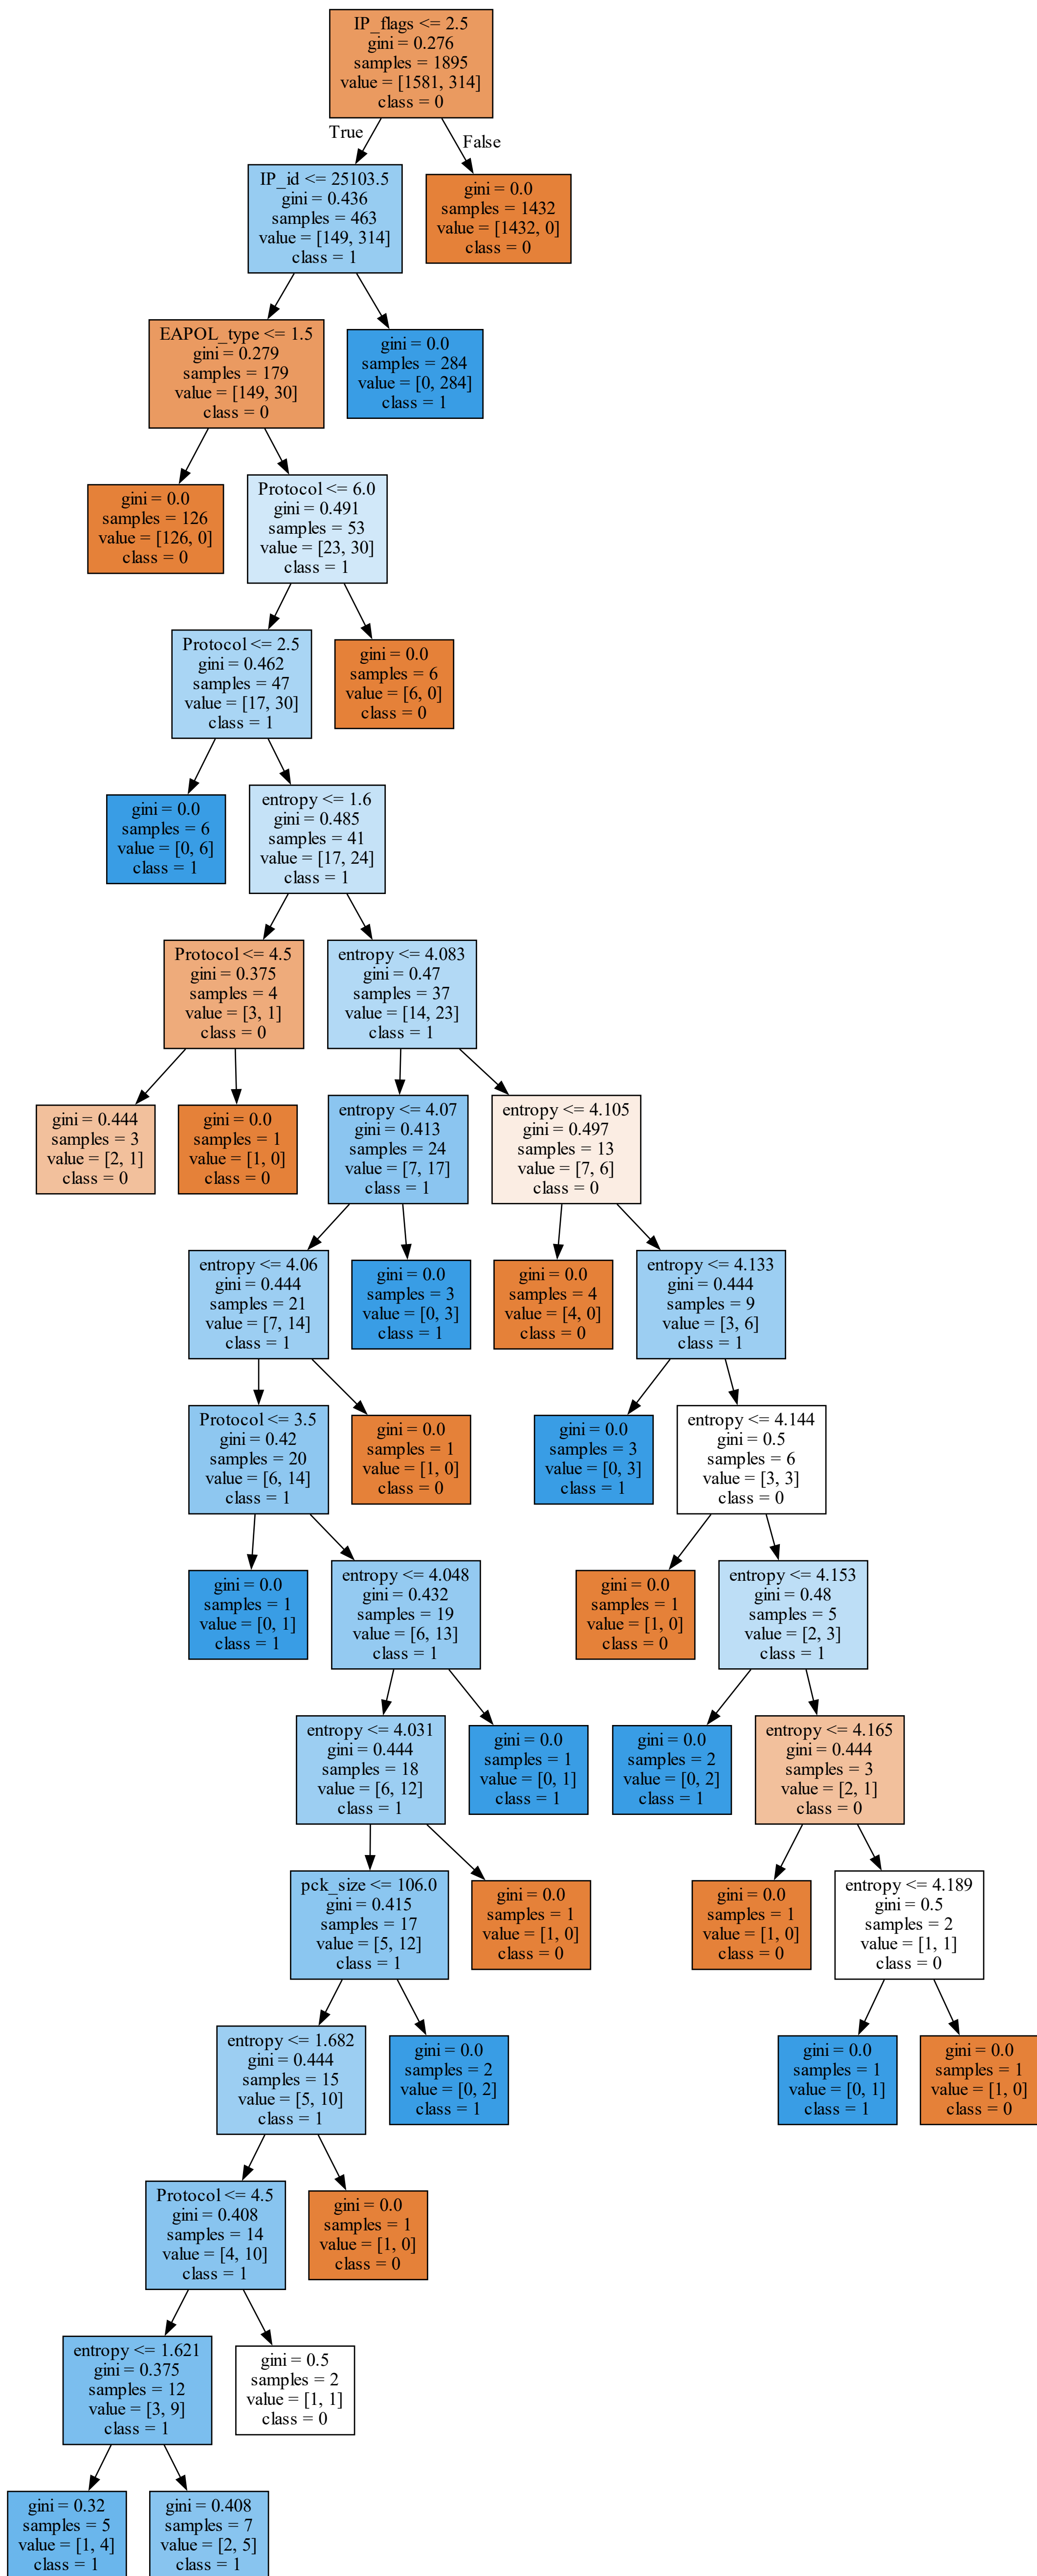 IP_flags <= 2.5
gini = 0.276
samples = 1895
value = [1581, 314]
class = 0
True
False
IP_id <= 25103.5
gini = 0.436
samples = 463
value = [149, 314]
class = 1
gini = 0.0
samples = 1432
value = [1432, 0]
class = 0
EAPOL_type <= 1.5
gini = 0.279
samples = 179
value = [149, 30]
class = 0
gini = 0.0
samples = 284
value = [0, 284]
class = 1
gini = 0.0
samples = 126
value = [126, 0]
class = 0
Protocol <= 6.0
gini = 0.491
samples = 53
value = [23, 30]
class = 1
Protocol <= 2.5
gini = 0.462
samples = 47
value = [17, 30]
class = 1
gini = 0.0
samples = 6
value = [6, 0]
class = 0
gini = 0.0
samples = 6
value = [0, 6]
class = 1
entropy <= 1.6
gini = 0.485
samples = 41
value = [17, 24]
class = 1
Protocol <= 4.5
gini = 0.375
samples = 4
value = [3, 1]
class = 0
entropy <= 4.083
gini = 0.47
samples = 37
value = [14, 23]
class = 1
gini = 0.444
samples = 3
value = [2, 1]
class = 0
gini = 0.0
samples = 1
value = [1, 0]
class = 0
entropy <= 4.07
gini = 0.413
samples = 24
value = [7, 17]
class = 1
entropy <= 4.105
gini = 0.497
samples = 13
value = [7, 6]
class = 0
entropy <= 4.06
gini = 0.444
samples = 21
value = [7, 14]
class = 1
gini = 0.0
samples = 3
value = [0, 3]
class = 1
gini = 0.0
samples = 4
value = [4, 0]
class = 0
entropy <= 4.133
gini = 0.444
samples = 9
value = [3, 6]
class = 1
Protocol <= 3.5
gini = 0.42
samples = 20
value = [6, 14]
class = 1
gini = 0.0
samples = 1
value = [1, 0]
class = 0
gini = 0.0
samples = 3
value = [0, 3]
class = 1
entropy <= 4.144
gini = 0.5
samples = 6
value = [3, 3]
class = 0
gini = 0.0
samples = 1
value = [0, 1]
class = 1
entropy <= 4.048
gini = 0.432
samples = 19
value = [6, 13]
class = 1
gini = 0.0
samples = 1
value = [1, 0]
class = 0
entropy <= 4.153
gini = 0.48
samples = 5
value = [2, 3]
class = 1
entropy <= 4.031
gini = 0.444
samples = 18
value = [6, 12]
class = 1
gini = 0.0
samples = 1
value = [0, 1]
class = 1
gini = 0.0
samples = 2
value = [0, 2]
class = 1
entropy <= 4.165
gini = 0.444
samples = 3
value = [2, 1]
class = 0
pck_size <= 106.0
gini = 0.415
samples = 17
value = [5, 12]
class = 1
gini = 0.0
samples = 1
value = [1, 0]
class = 0
gini = 0.0
samples = 1
value = [1, 0]
class = 0
entropy <= 4.189
gini = 0.5
samples = 2
value = [1, 1]
class = 0
entropy <= 1.682
gini = 0.444
samples = 15
value = [5, 10]
class = 1
gini = 0.0
samples = 2
value = [0, 2]
class = 1
gini = 0.0
samples = 1
value = [0, 1]
class = 1
gini = 0.0
samples = 1
value = [1, 0]
class = 0
Protocol <= 4.5
gini = 0.408
samples = 14
value = [4, 10]
class = 1
gini = 0.0
samples = 1
value = [1, 0]
class = 0
entropy <= 1.621
gini = 0.375
samples = 12
value = [3, 9]
class = 1
gini = 0.5
samples = 2
value = [1, 1]
class = 0
gini = 0.32
samples = 5
value = [1, 4]
class = 1
gini = 0.408
samples = 7
value = [2, 5]
class = 1